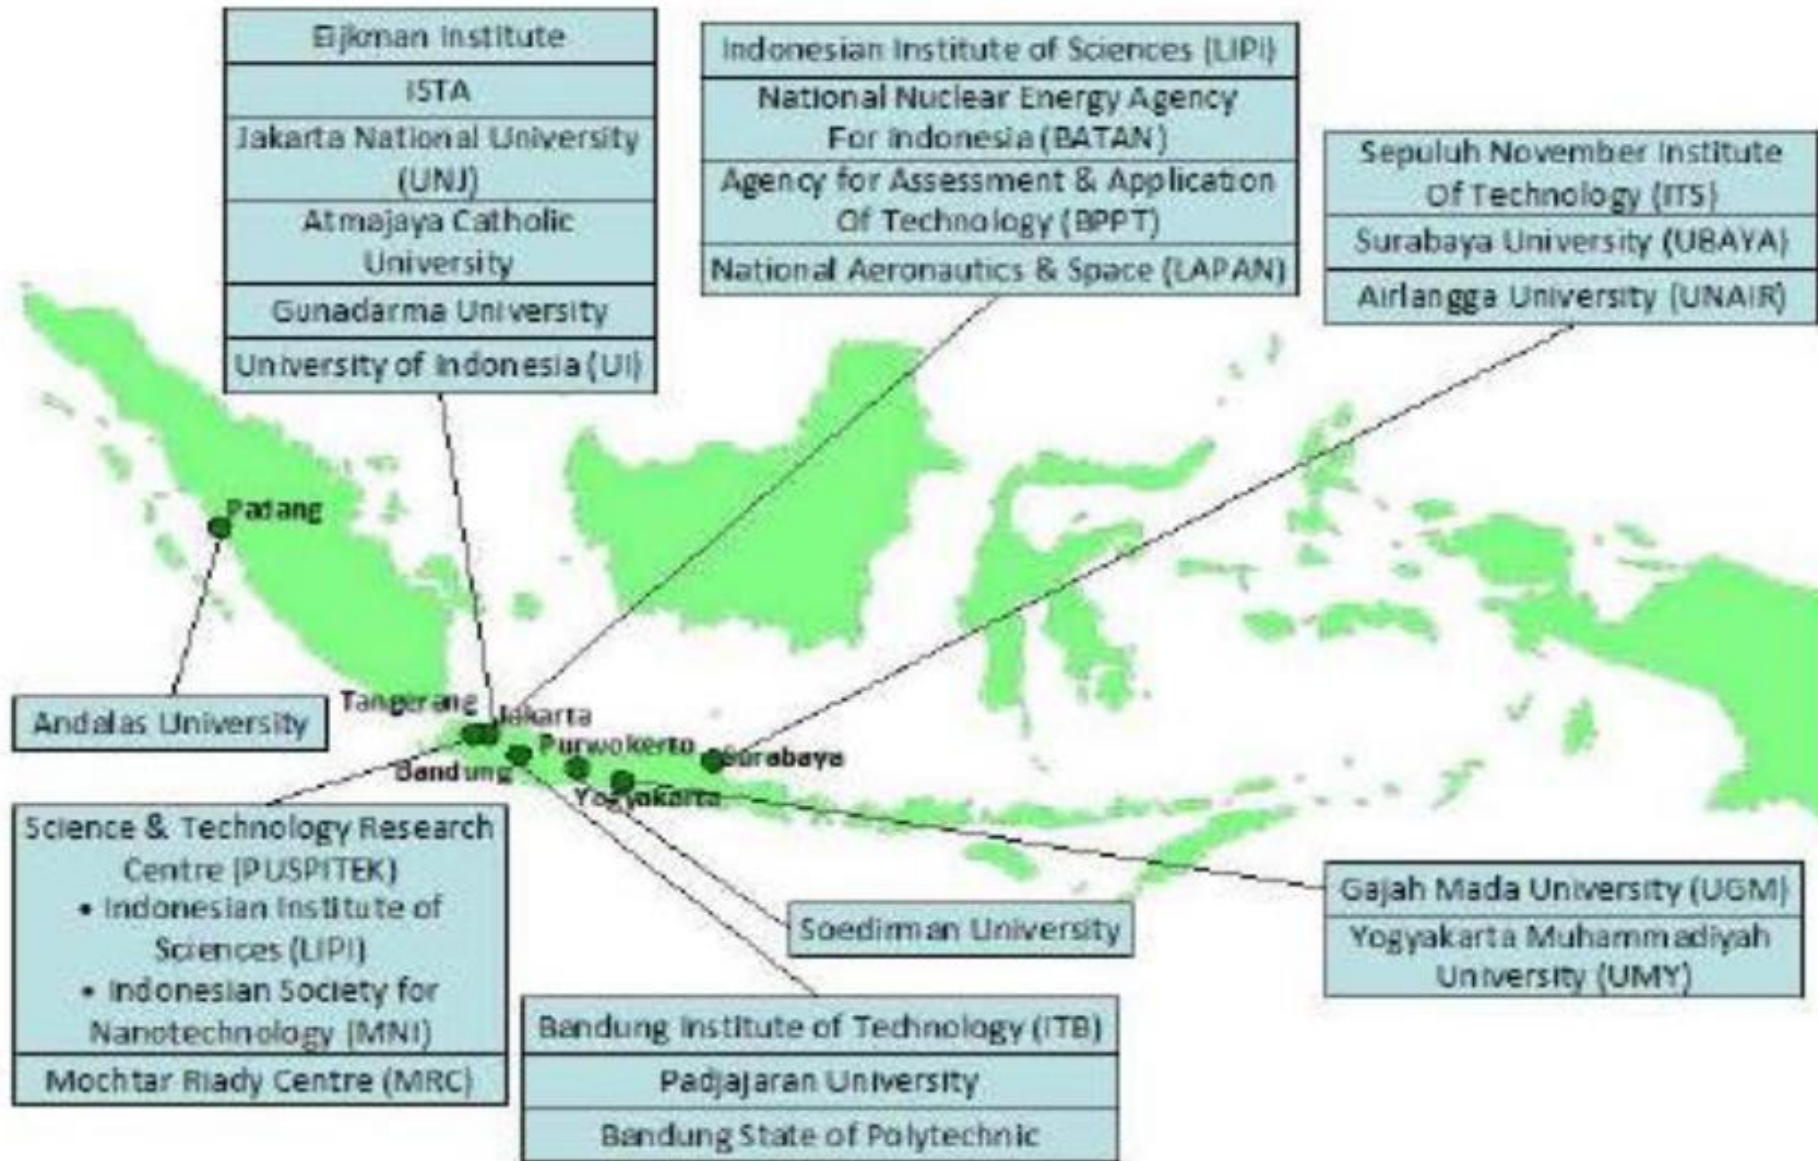 Eijkman Institute
ISTA
Jakarta National University
(UNJ)
Atmajaya Catholic
University
Gunadarma University
University of Indonesia (UI)
Indonesian Institute of Sciences (LIPI)
National Nuclear Energy Agency
For Indonesia (BATAN)
Agency for Assessment & Application
Of Technology (BPPT)
National Aeronautics & Space (LAPAN)
Sepuluh November Institute
Of Technology (ITS)
Surabaya University (UBAYA)
Airlangga University (UNAIR)
Padang
Andalas University
Tangerang
Jakarta
Bandung
Purwokerto
Yogyakarta
Surabaya
Science & Technology Research
Centre (PUSPITEK)
• Indonesian Institute of
Sciences (LIPI)
• Indonesian Society for
Nanotechnology (MNI)
Mochtar Riady Centre (MRC)
Soedirman University
Bandung Institute of Technology (ITB)
Padjajaran University
Bandung State of Polytechnic
Gajah Mada University (UGM)
Yogyakarta Muhammadiyah
University (UMY)